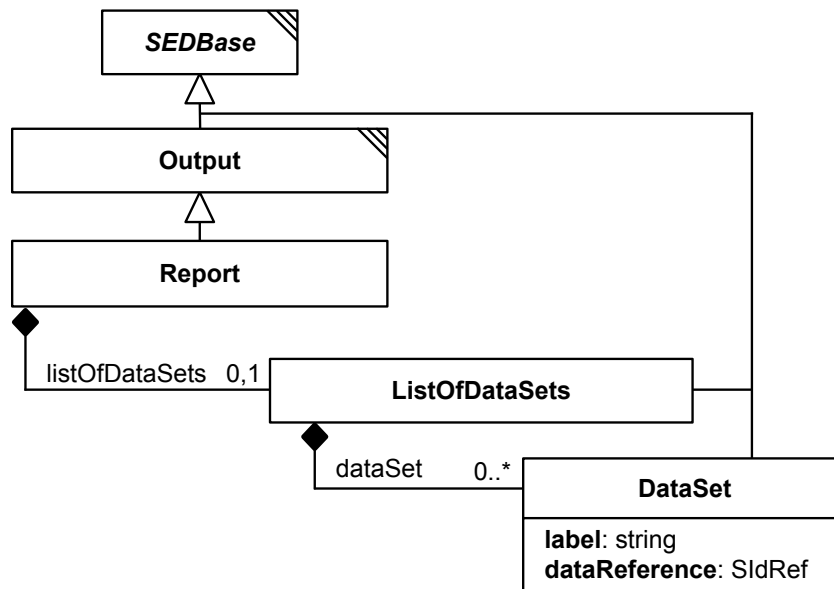 SEDBase
Output
Report
listOfDataSets 0,1
ListOfDataSets
dataSet 0..*
DataSet
label: string
dataReference: SIdRef